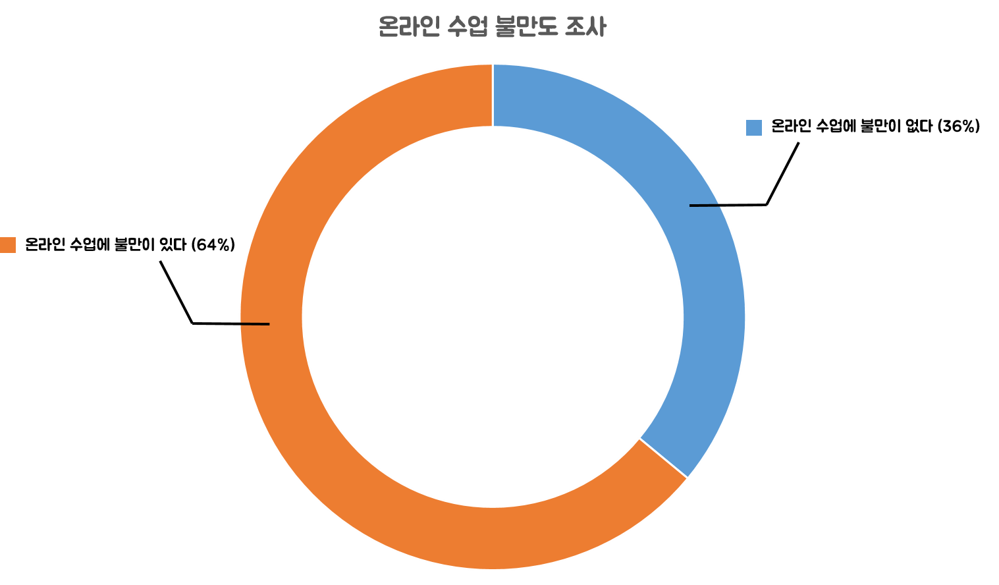 온라인 수업 불만도 조사
온라인 수업에 불만이 없다 (36%)
온라인 수업에 불만이 있다 (64%)